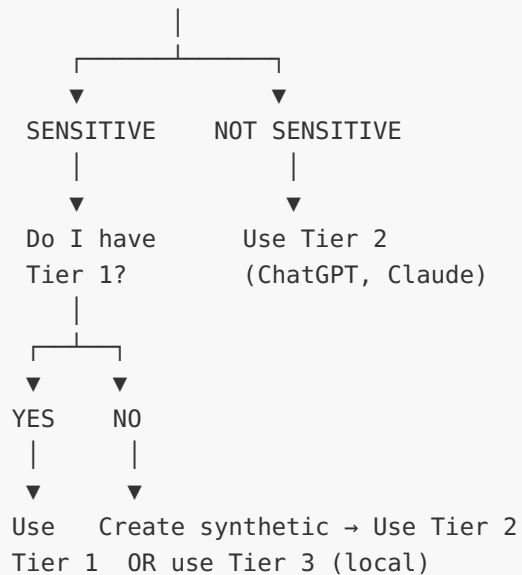 SENSITIVE NOT SENSITIVE
Do I have Use Tier 2
Tier 1? (ChatGPT, Claude)
YES NO
Use Create synthetic → Use Tier 2
Tier 1 OR use Tier 3 (local)